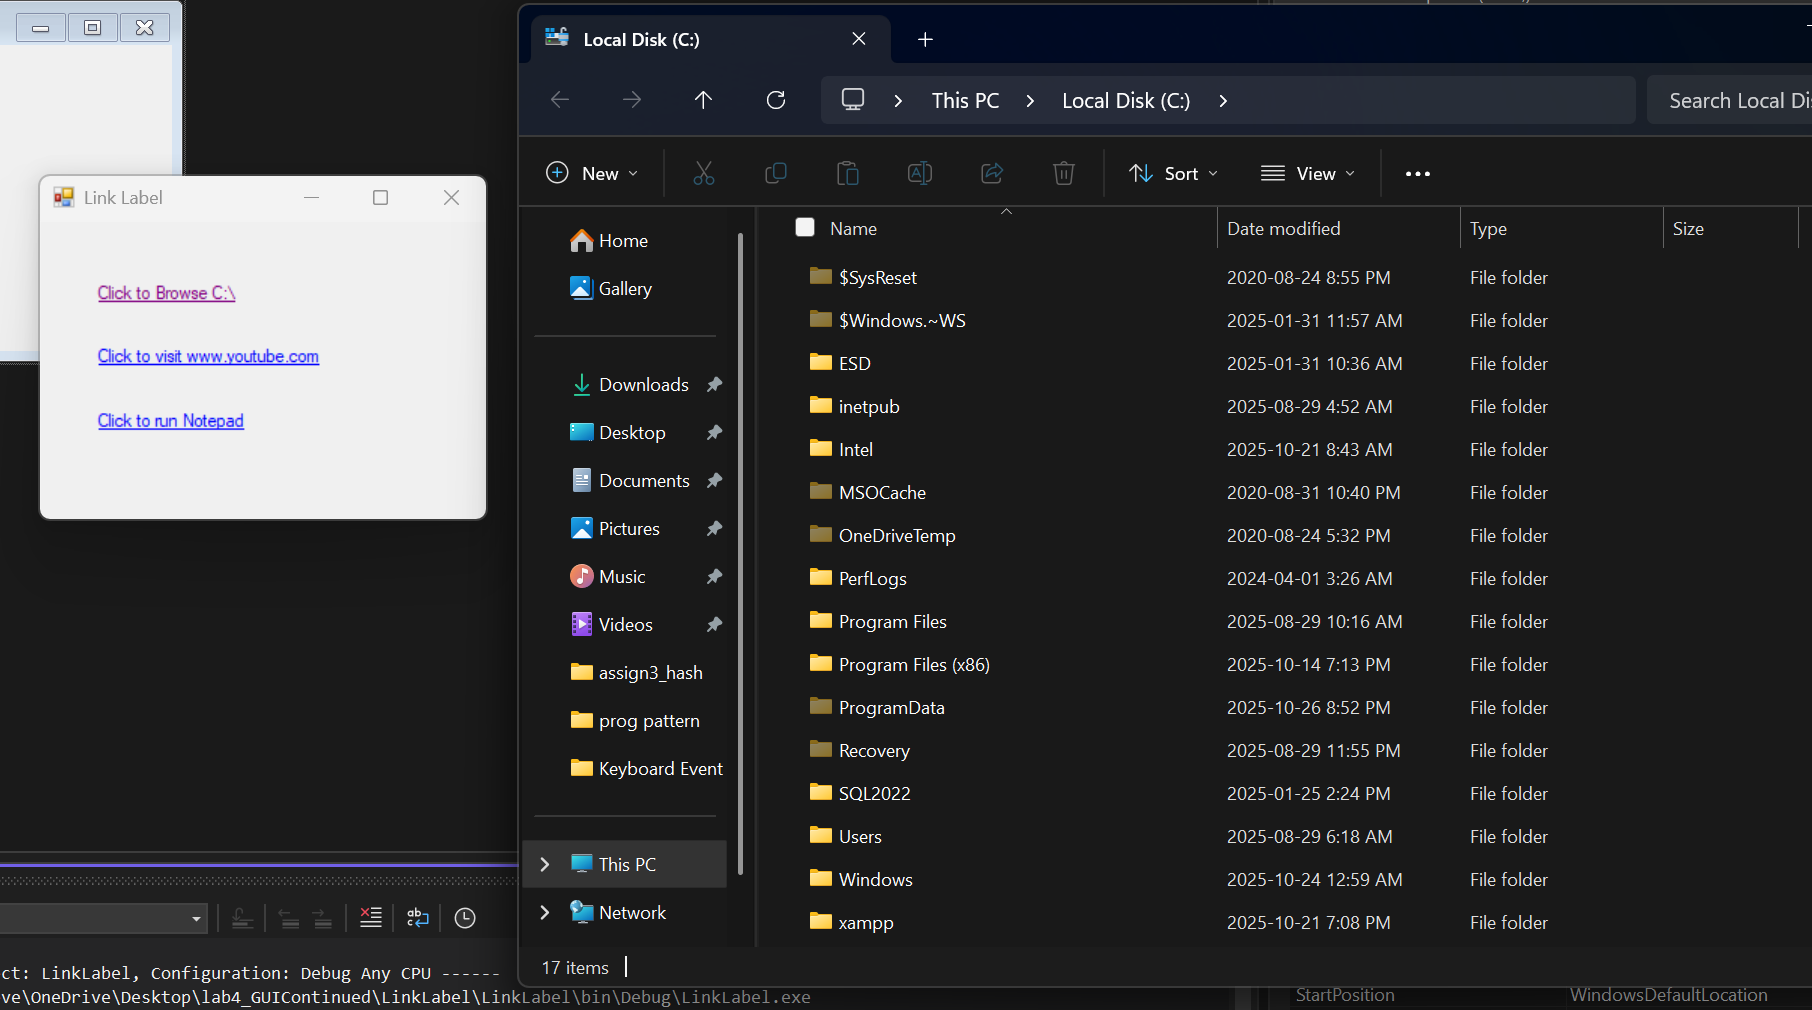 Link Label
Click to Browse C:\
Click to visit www.youtube.com
Click to run Notepad
Local Disk (C:)
This PC
Local Disk (C:)
Search Local Di
New
Sort
View
Home
Gallery
Downloads
Desktop
Documents
Pictures
Music
Videos
assign3_hash
prog pattern
Keyboard Event
This PC
Network
Name Date modified Type Size
$SysReset 2020-08-24 8:55 PM File folder
$Windows.~WS 2025-01-31 11:57 AM File folder
ESD 2025-01-31 10:36 AM File folder
inetpub 2025-08-29 4:52 AM File folder
Intel 2025-10-21 8:43 AM File folder
MSOCache 2020-08-31 10:40 PM File folder
OneDriveTemp 2020-08-24 5:32 PM File folder
PerfLogs 2024-04-01 3:26 AM File folder
Program Files 2025-08-29 10:16 AM File folder
Program Files (x86) 2025-10-14 7:13 PM File folder
ProgramData 2025-10-26 8:52 PM File folder
Recovery 2025-08-29 11:55 PM File folder
SQL2022 2025-01-25 2:24 PM File folder
Users 2025-08-29 6:18 AM File folder
Windows 2025-10-24 12:59 AM File folder
xampp 2025-10-21 7:08 PM File folder
17 items
ct: LinkLabel, Configuration: Debug Any CPU ------
ve\OneDrive\Desktop\lab4_GUIContinued\LinkLabel\LinkLabel\bin\Debug\LinkLabel.exe
StartPosition WindowsDefaultLocation